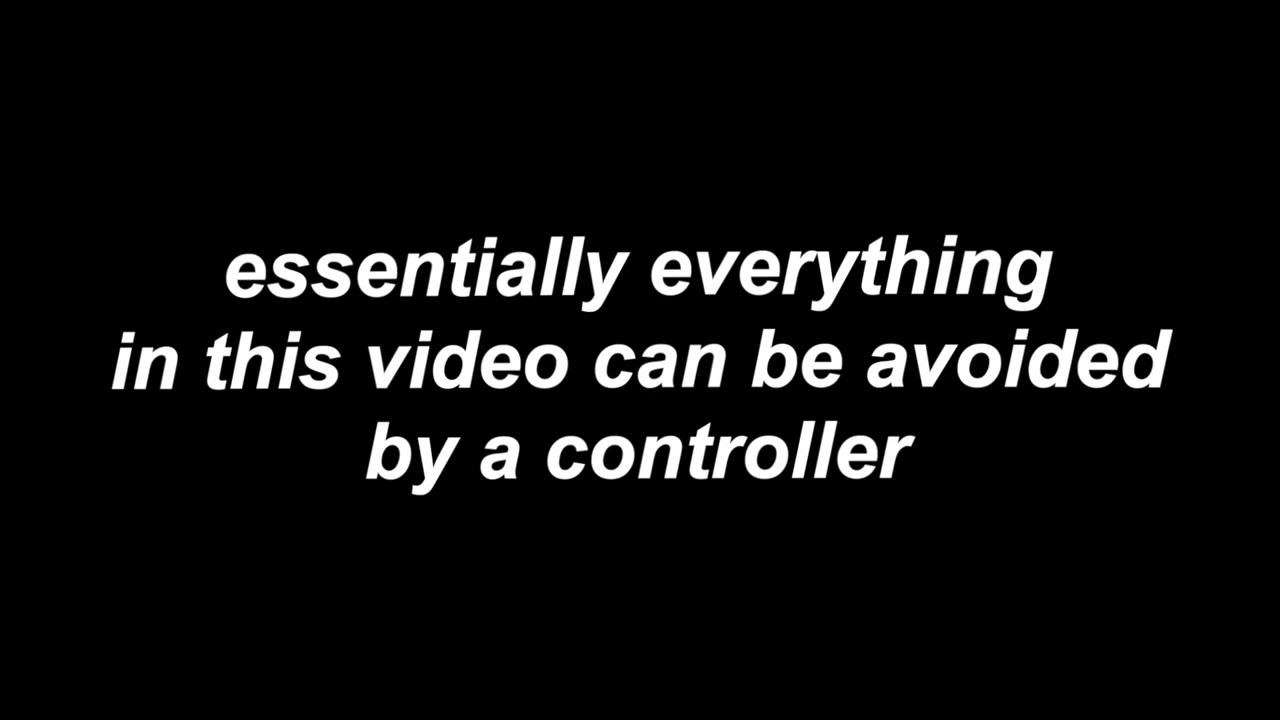 essentially everything
in this video can be avoided
by a controller